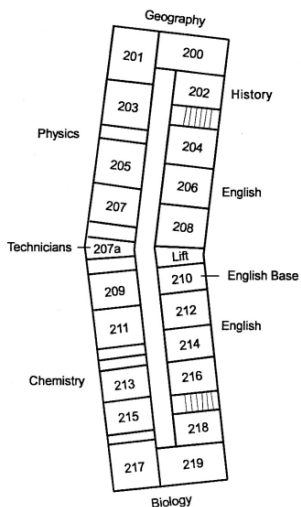 Geography
201 200
202 History
203
204
Physics
205
206 English
207
208
Technicians 207a
Lift
210 English Base
209
212
211
English
214
Chemistry
213
216
215
218
217 219
Biology